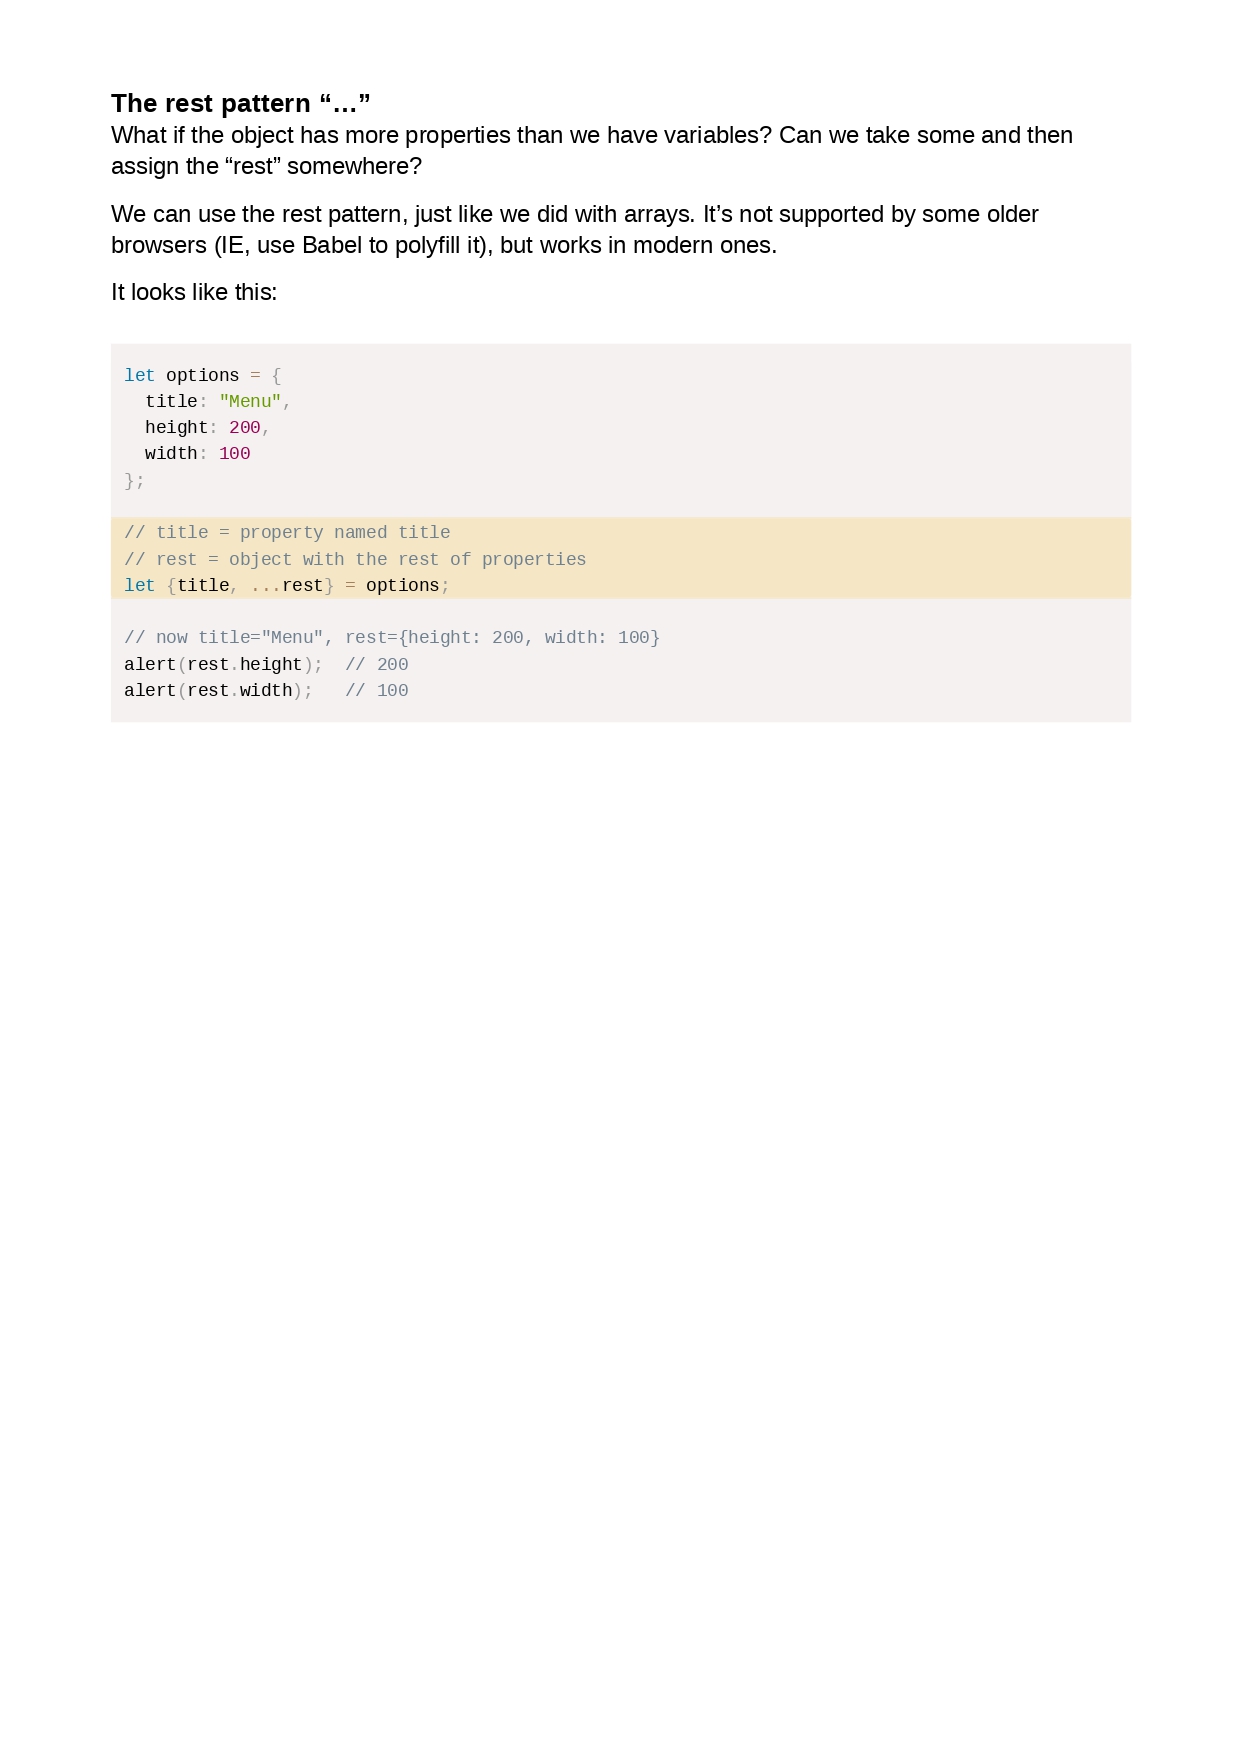 The rest pattern “…”
What if the object has more properties than we have variables? Can we take some and then
assign the “rest” somewhere?
We can use the rest pattern, just like we did with arrays. It’s not supported by some older
browsers (IE, use Babel to polyfill it), but works in modern ones.
It looks like this:
let options = {
  title: "Menu",
  height: 200,
  width: 100
};
// title = property named title
// rest = object with the rest of properties
let {title, ...rest} = options;
// now title="Menu", rest={height: 200, width: 100}
alert(rest.height);  // 200
alert(rest.width);   // 100